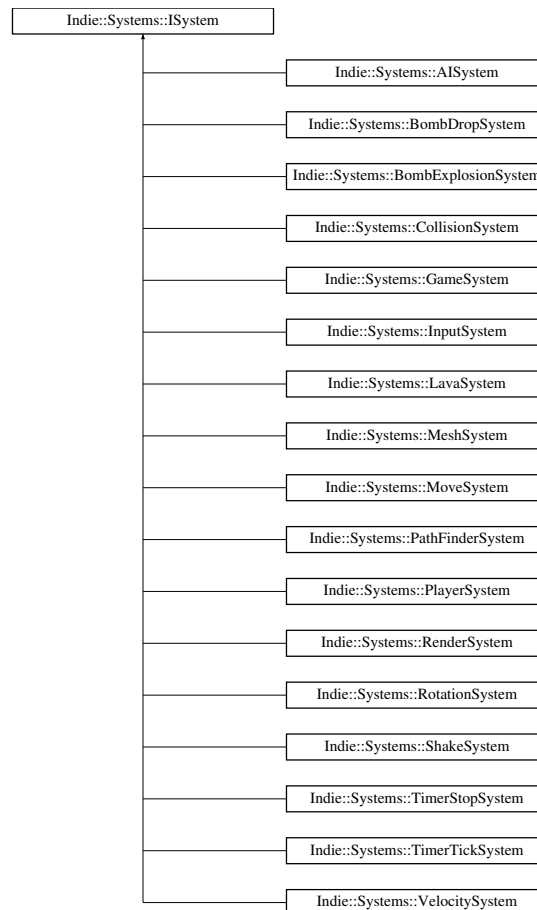 Indie::Systems::ISystem
Indie::Systems::AISystem
Indie::Systems::BombDropSystem
Indie::Systems::BombExplosionSystem
Indie::Systems::CollisionSystem
Indie::Systems::GameSystem
Indie::Systems::InputSystem
Indie::Systems::LavaSystem
Indie::Systems::MeshSystem
Indie::Systems::MoveSystem
Indie::Systems::PathFinderSystem
Indie::Systems::PlayerSystem
Indie::Systems::RenderSystem
Indie::Systems::RotationSystem
Indie::Systems::ShakeSystem
Indie::Systems::TimerStopSystem
Indie::Systems::TimerTickSystem
Indie::Systems::VelocitySystem